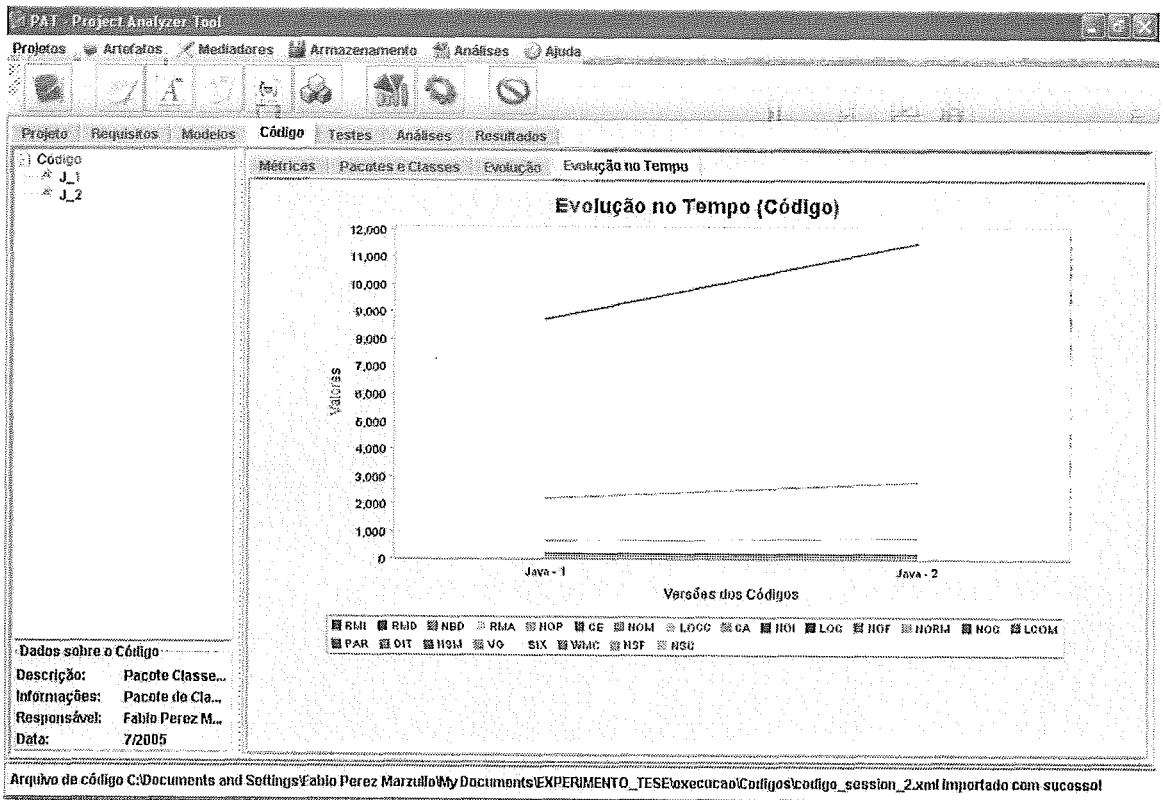 PAT - Project Analyzer Tool
Projetos Artefatos Mediadores Armazenamento Análises Ajuda
Projeto Requisitos Modelos Código Testes Análises Resultados
Código
J_1
J_2
Métricas Pacotes e Classes Evolução Evolução no Tempo
Evolução no Tempo (Código)
12,000
11,000
10,000
9,000
8,000
7,000
6,000
5,000
4,000
3,000
2,000
1,000
0
Valores
Java - 1 Java - 2
Versões dos Códigos
RMI RMD NBD RMA NOP CE NOM LOCC CA NOI LOC NOF NORM NOC LCOM
PAR DIT NSM VG SIX WMC NSF NSC
Dados sobre o Código
Descrição: Pacote Classe...
Informações: Pacote de Cla...
Responsável: Fabio Perez M...
Data: 7/2005
Arquivo de código C:\Documents and Settings\Fabio Perez Marzullo\My Documents\EXPERIMENTO_TESE\execucao\Codigos\codigo_session_2.xml importado com sucesso!